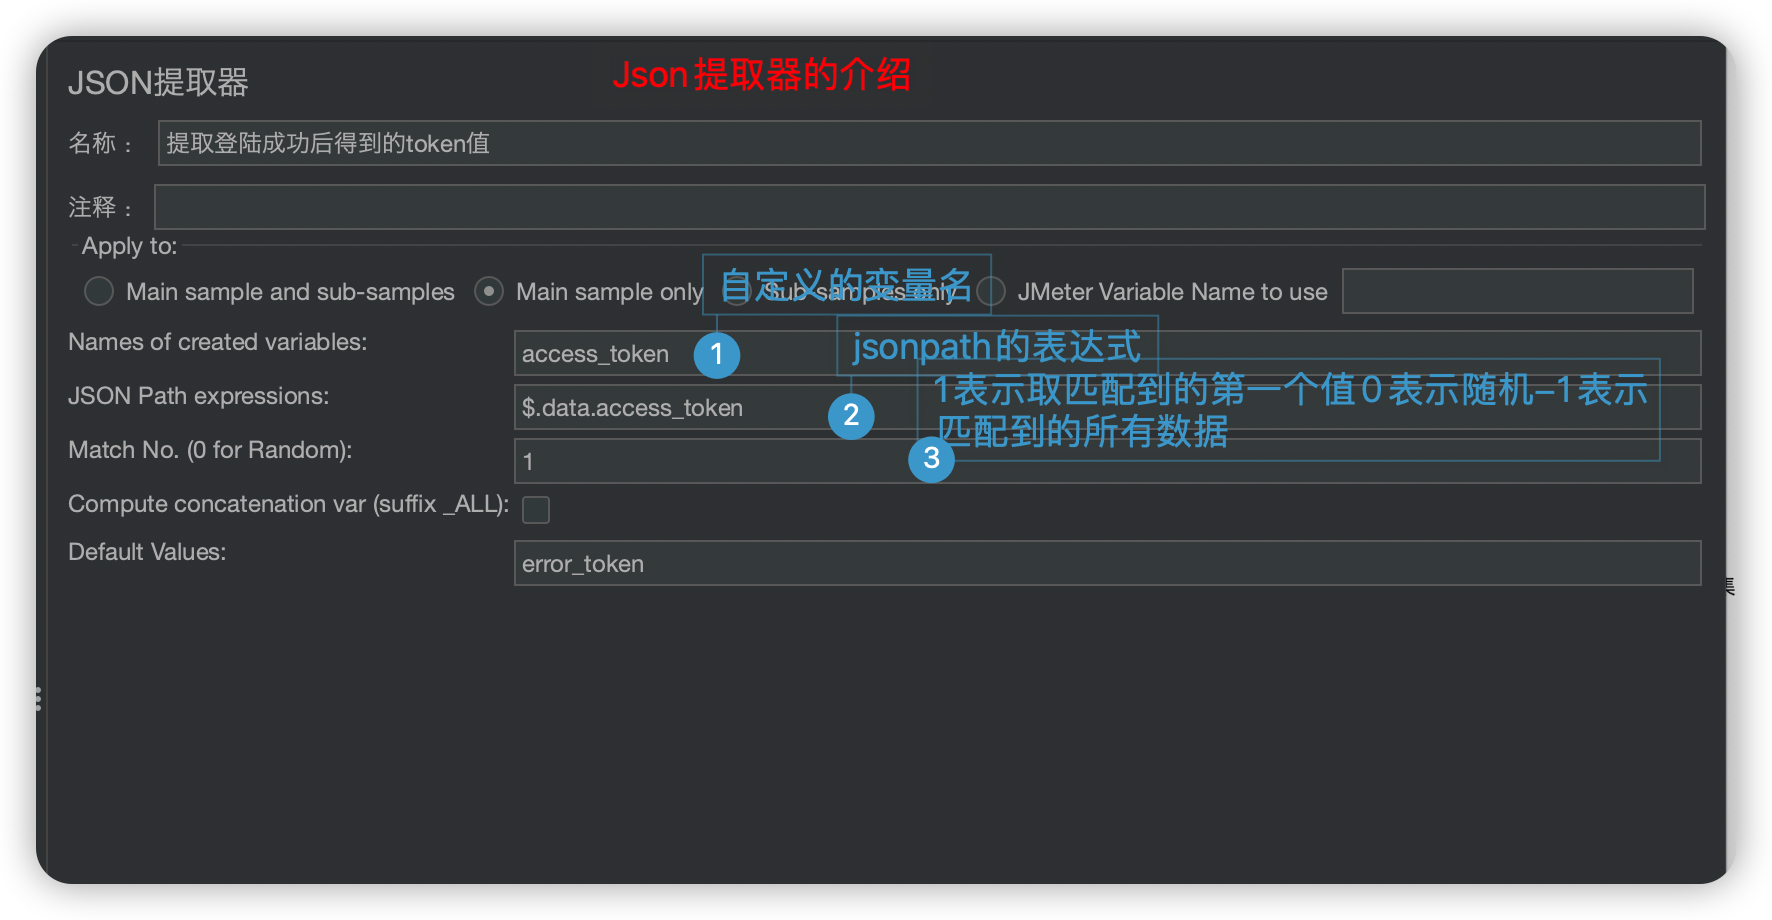 Json提取器的介绍
JSON提取器
名称： 提取登陆成功后得到的token值
注释：
Apply to:
自定义的变量名
Main sample and sub-samples Main sample only Sub-samples only JMeter Variable Name to use
Names of created variables: access_token 1 jsonpath的表达式
JSON Path expressions: $.data.access_token 2
1表示取匹配到的第一个值0表示随机-1表示
匹配到的所有数据
Match No. (0 for Random): 1 3
Compute concatenation var (suffix _ALL):
Default Values: error_token